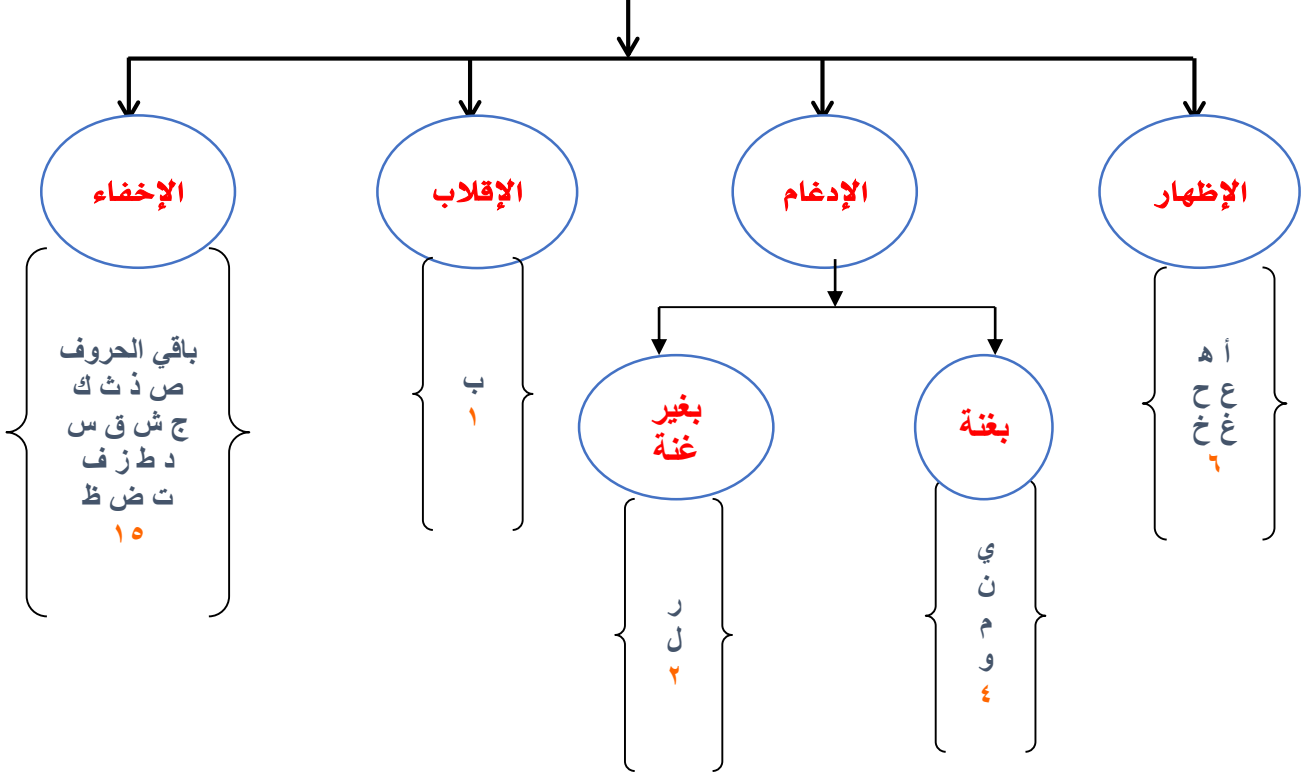 الإظهار
أ ه
ع ح
غ خ
٦
الإدغام
بغنة
ي
ن
م
و
٤
بغير
غنة
ر
ل
٢
الإقلاب
ب
١
الإخفاء
باقي الحروف
ص ذ ث ك
ج ش ق س
د ط ز ف
ت ض ظ
١٥